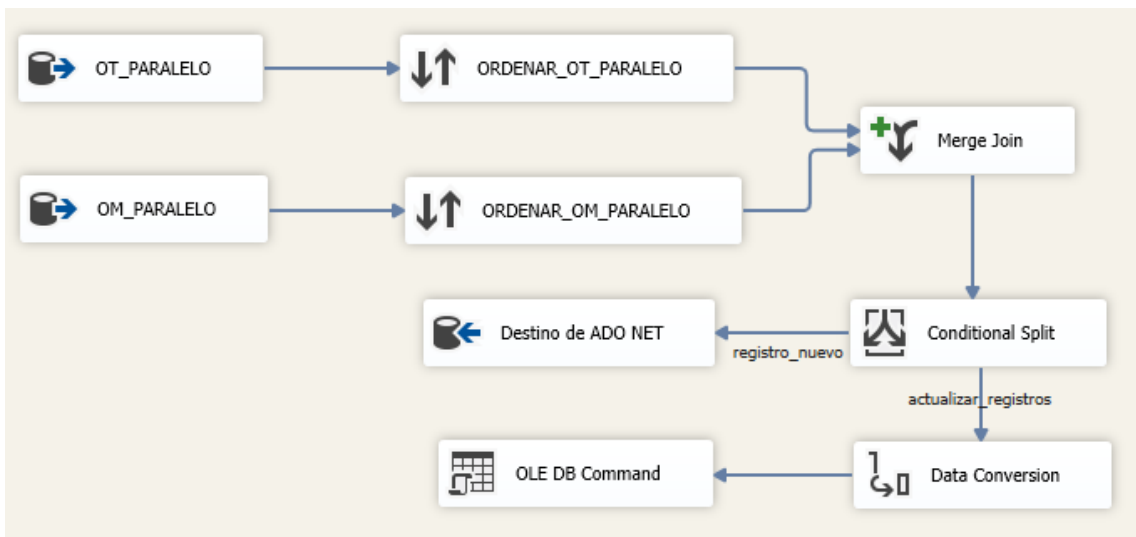 OT_PARALELO
ORDENAR_OT_PARALELO
Merge Join
OM_PARALELO
ORDENAR_OM_PARALELO
Destino de ADO NET
registro_nuevo
Conditional Split
actualizar_registros
OLE DB Command
Data Conversion